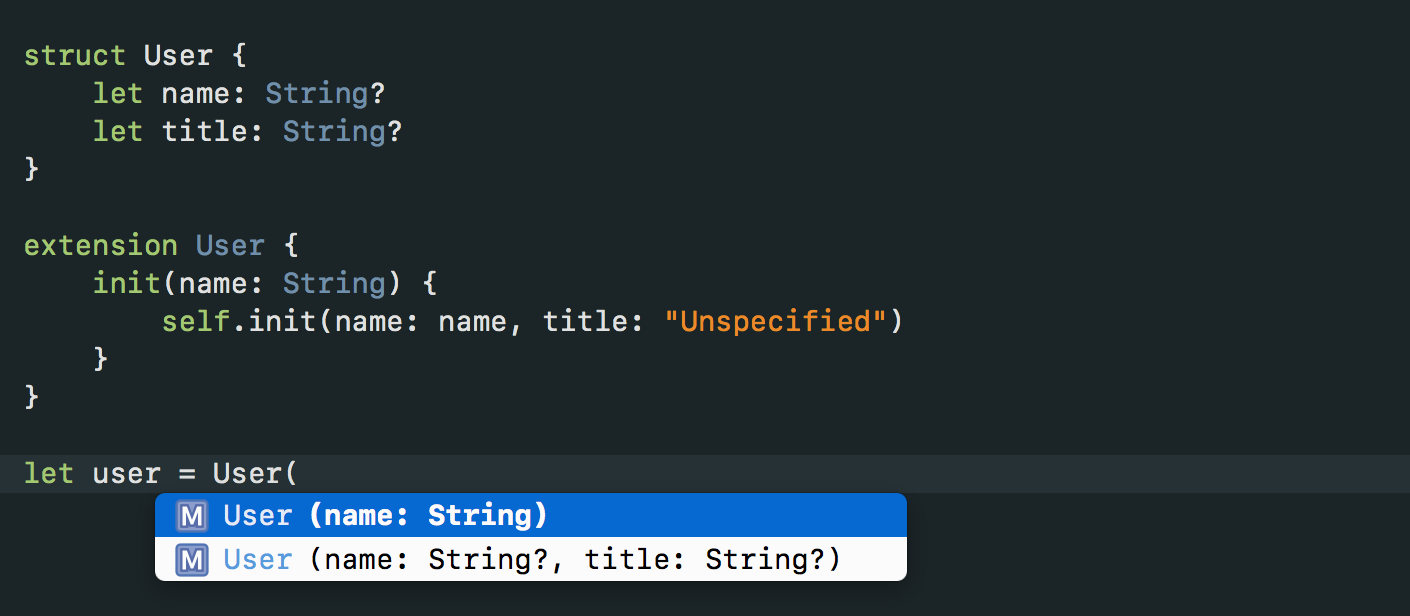 struct User {
    let name: String?
    let title: String?
}
extension User {
    init(name: String) {
        self.init(name: name, title: "Unspecified")
    }
}
let user = User(
M User (name: String)
M User (name: String?, title: String?)